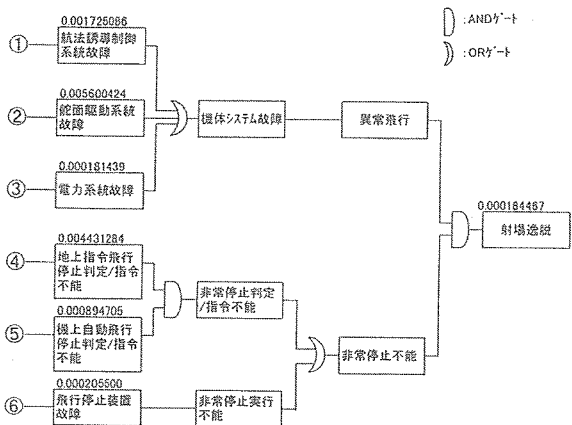 :ANDゲート
:ORゲート
①
0.001725086
航法誘導制御
系統故障
②
0.005600424
舵面駆動系統
故障
③
0.000181439
電力系統故障
機体システム故障
異常飛行
0.000184467
射場逸脱
④
0.004431284
地上指令飛行
停止判定/指令
不能
⑤
0.000894705
機上自動飛行
停止判定/指令
不能
非常停止判定
/指令不能
非常停止不能
⑥
0.000205500
飛行停止装置
故障
非常停止実行
不能